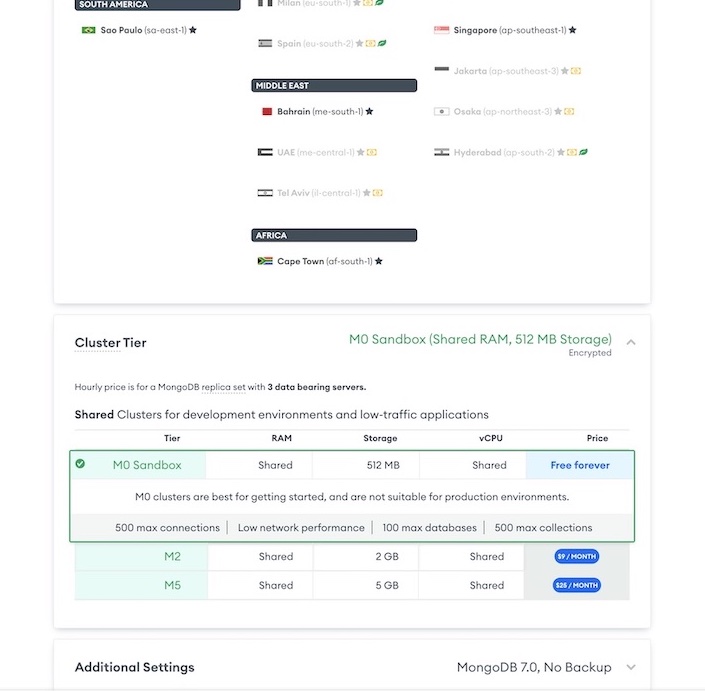 SOUTH AMERICA
Sao Paulo (sa-east-1)
Milan (eu-south-1)
Spain (eu-south-2)
MIDDLE EAST
Bahrain (me-south-1)
UAE (me-central-1)
Tel Aviv (il-central-1)
AFRICA
Cape Town (af-south-1)
Singapore (ap-southeast-1)
Jakarta (ap-southeast-3)
Osaka (ap-northeast-3)
Hyderabad (ap-south-2)
Cluster Tier
M0 Sandbox (Shared RAM, 512 MB Storage)
Encrypted
Hourly price is for a MongoDB replica set with 3 data bearing servers.
Shared Clusters for development environments and low-traffic applications
Tier RAM Storage vCPU Price
M0 Sandbox Shared 512 MB Shared Free forever
M0 clusters are best for getting started, and are not suitable for production environments.
500 max connections | Low network performance | 100 max databases | 500 max collections
M2 Shared 2 GB Shared $9 / MONTH
M5 Shared 5 GB Shared $25 / MONTH
Additional Settings
MongoDB 7.0, No Backup